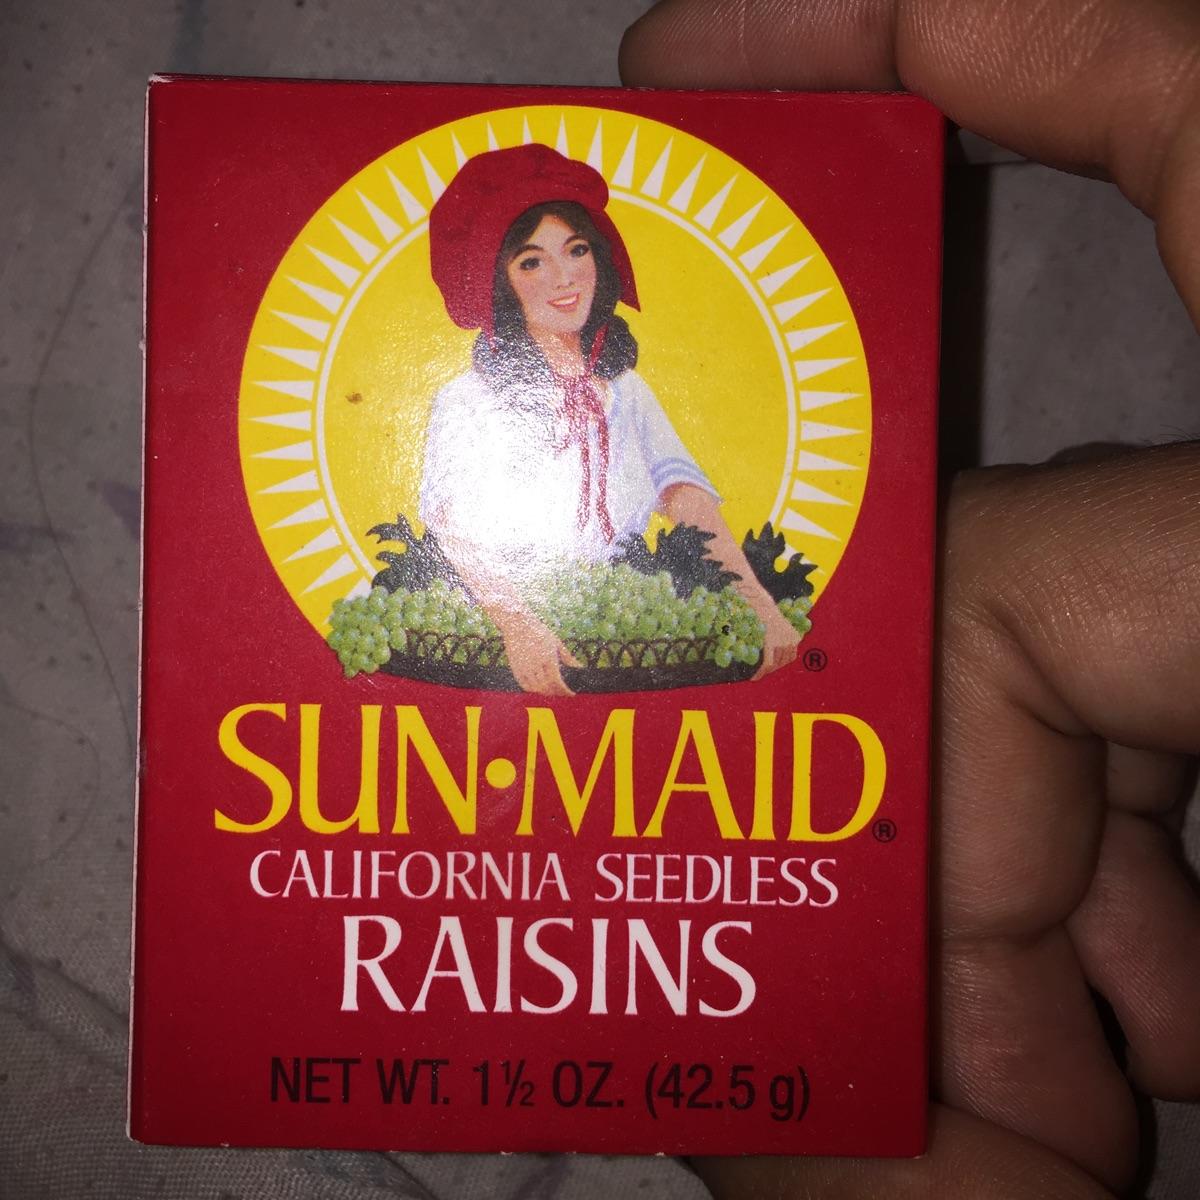 ®
SUN•MAID®
CALIFORNIA SEEDLESS
RAISINS
NET WT. 1½ OZ. (42.5 g)